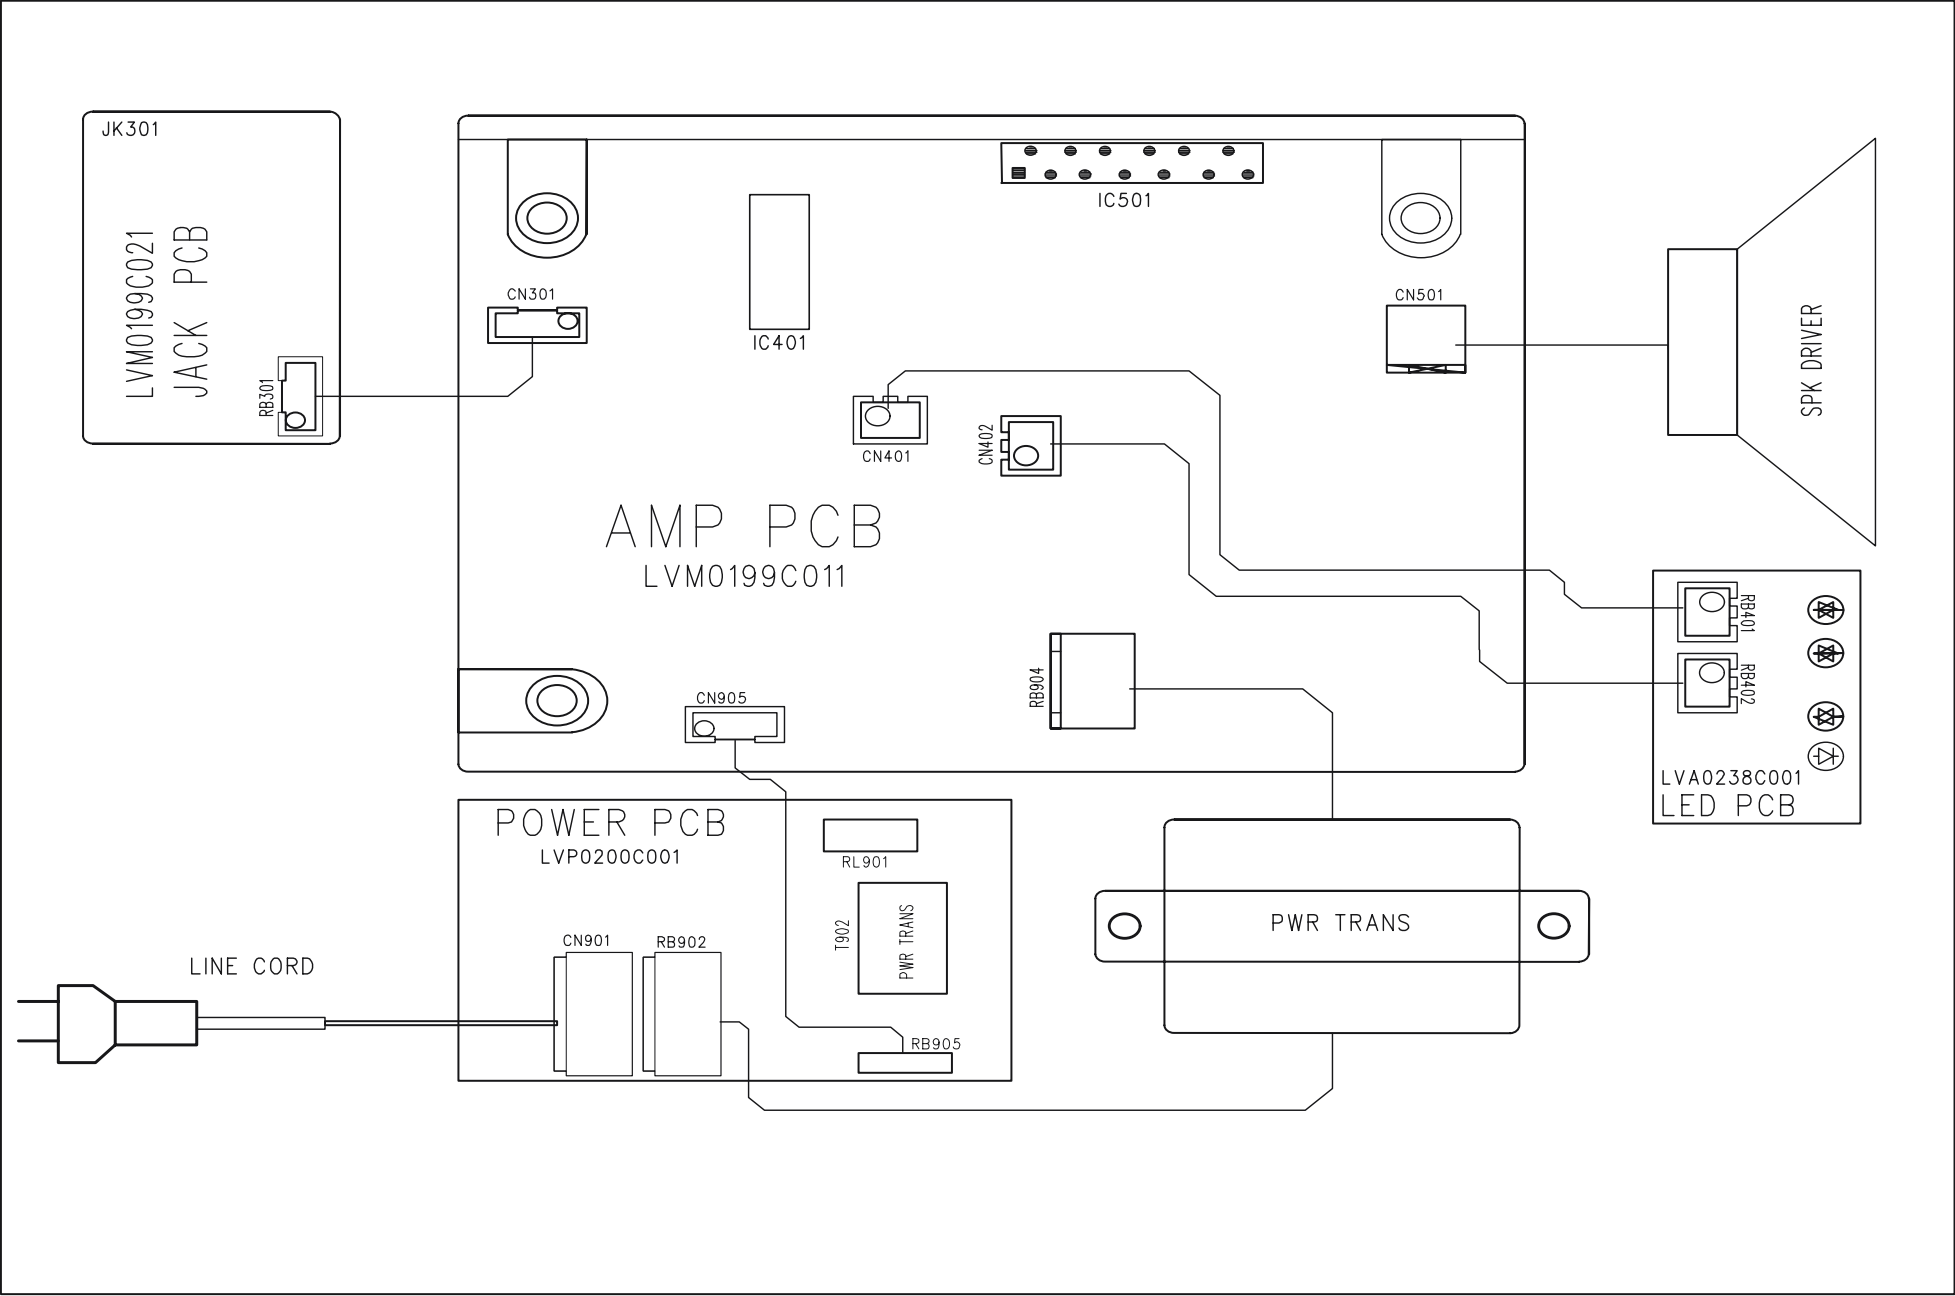 JK301
LVM0199C021
JACK PCB
RB301
CN301
IC401
IC501
CN501
SPK DRIVER
CN401
CN402
AMP PCB
LVM0199C011
RB904
CN905
RB401
RB402
LVA0238C001
LED PCB
POWER PCB
LVP0200C001
RL901
T902
PWR TRANS
CN901
RB902
RB905
PWR TRANS
LINE CORD